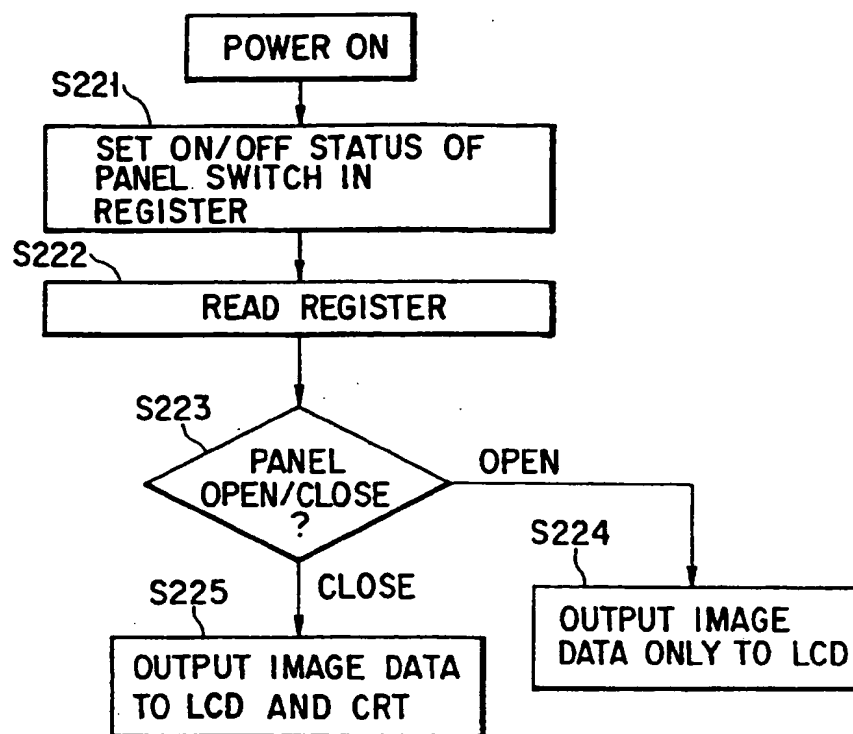 POWER ON
S221
SET ON/OFF STATUS OF
PANEL SWITCH IN
REGISTER
S222
READ REGISTER
S223
PANEL
OPEN/CLOSE
?
OPEN
S224
OUTPUT IMAGE
DATA ONLY TO LCD
CLOSE
S225
OUTPUT IMAGE DATA
TO LCD AND CRT